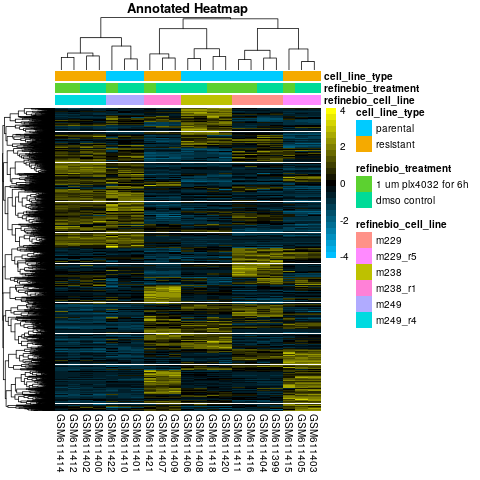 Annotated Heatmap
cell_line_type
refinebio_treatment
refinebio_cell_line
4
2
0
-2
-4
cell_line_type
parental
resistant
refinebio_treatment
1 um plx4032 for 6h
dmso control
refinebio_cell_line
m229
m229_r5
m238
m238_r1
m249
m249_r4
GSM611414
GSM611412
GSM611402
GSM611400
GSM611422
GSM611410
GSM611401
GSM611421
GSM611407
GSM611409
GSM611406
GSM611408
GSM611418
GSM611420
GSM611411
GSM611416
GSM611404
GSM611399
GSM611415
GSM611405
GSM611403